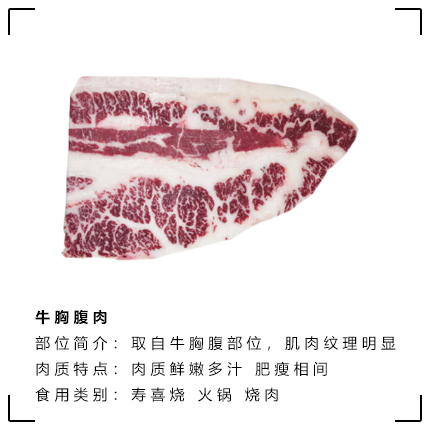 牛胸腹肉
部位简介：取自牛胸腹部位，肌肉纹理明显
肉质特点：肉质鲜嫩多汁 肥瘦相间
食用类别：寿喜烧 火锅 烧肉